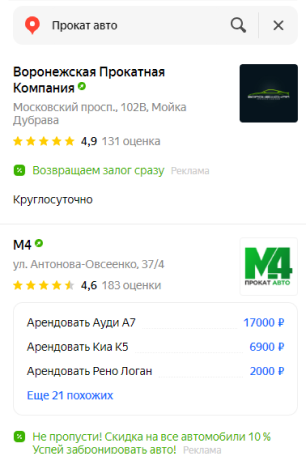 Прокат авто
Воронежская Прокатная
Компания
Московский просп., 102В, Мойка
Дубрава
4,9 131 оценка
Возвращаем залог сразу Реклама
Круглосуточно
М4
ул. Антонова-Овсеенко, 37/4
М4
ПРОКАТ АВТО
4,6 183 оценки
Арендовать Ауди А7 17000 ₽
Арендовать Киа К5 6900 ₽
Арендовать Рено Логан 2000 ₽
Еще 21 похожих
Не пропусти! Скидка на все автомобили 10%
Успей забронировать авто! Реклама